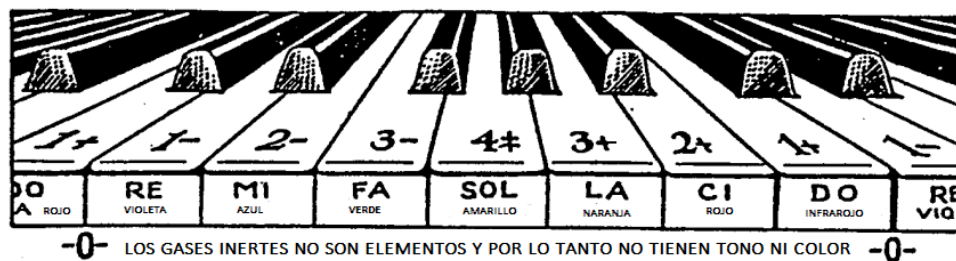 1+ 1- 2- 3- 4± 3+ 2+ 1+ 1-
DO RE MI FA SOL LA CI DO RE
A ROJO VIOLETA AZUL VERDE AMARILLO NARANJA ROJO INFRAROJO VIO
-0- LOS GASES INERTES NO SON ELEMENTOS Y POR LO TANTO NO TIENEN TONO NI COLOR -0-